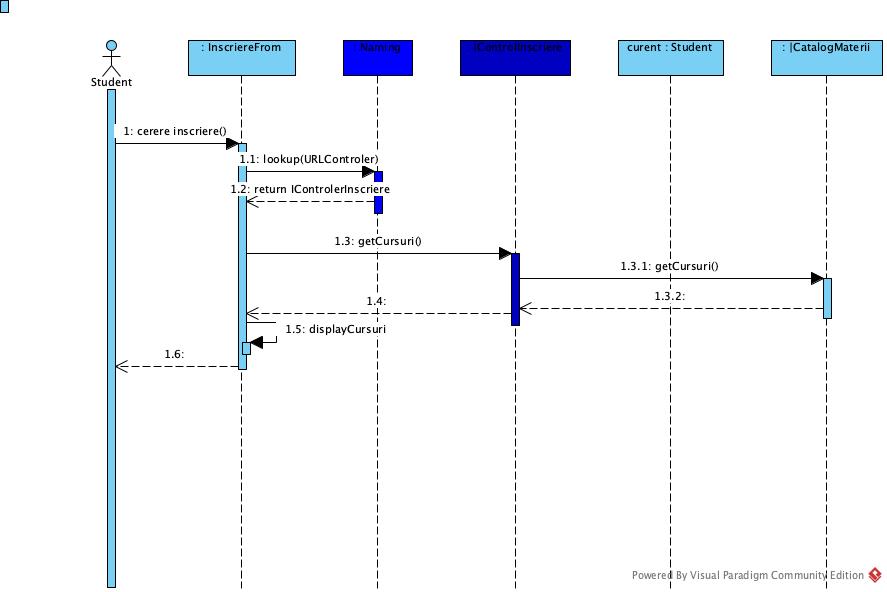 : InscriereFrom
: Naming
: IControlInscriere
curent : Student
: |CatalogMaterii
Student
1: cerere inscriere()
1.1: lookup(URLControler)
1.2: return IControlerInscriere
1.3: getCursuri()
1.3.1: getCursuri()
1.3.2:
1.4:
1.5: displayCursuri
1.6:
Powered By Visual Paradigm Community Edition